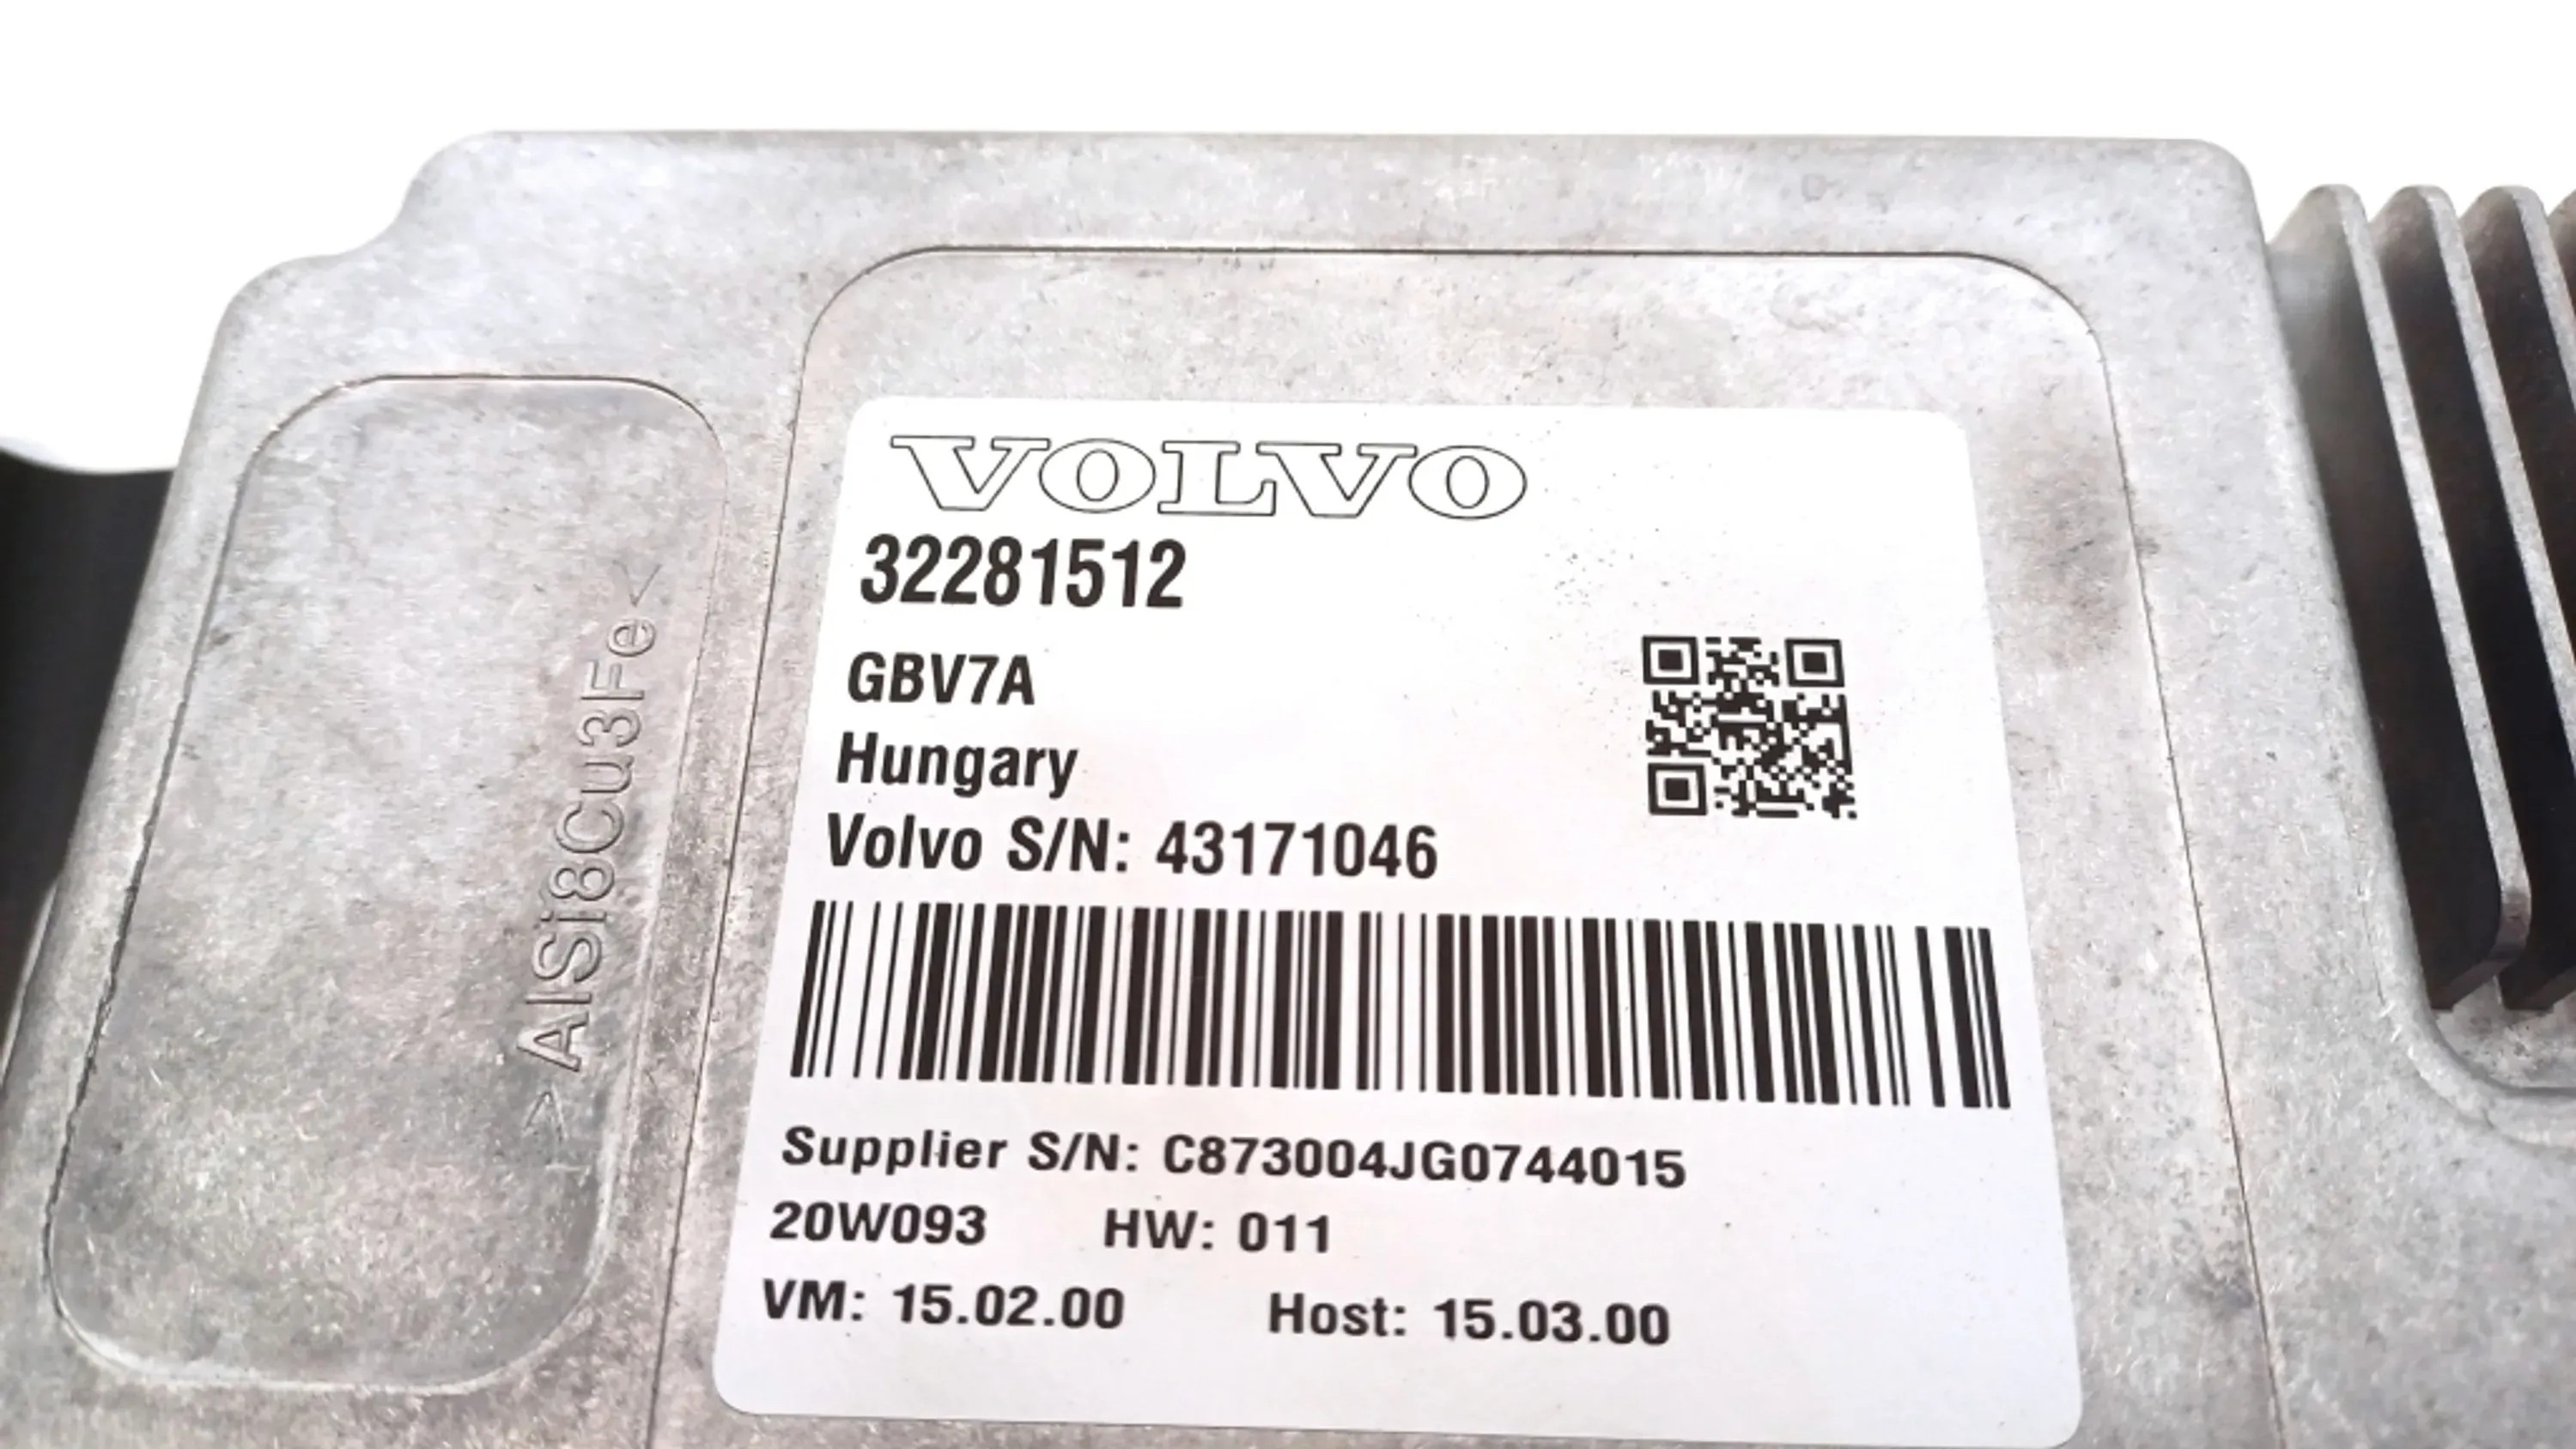 >AlSi8Cu3Fe<
VOLVO
32281512
GBV7A
Hungary
Volvo S/N: 43171046
Supplier S/N: C873004JG0744015
20W093 HW: 011
VM: 15.02.00 Host: 15.03.00